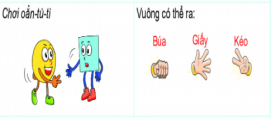 Chơi oẳn-tù-tì
Vuông có thể ra:
Búa Giấy Kéo